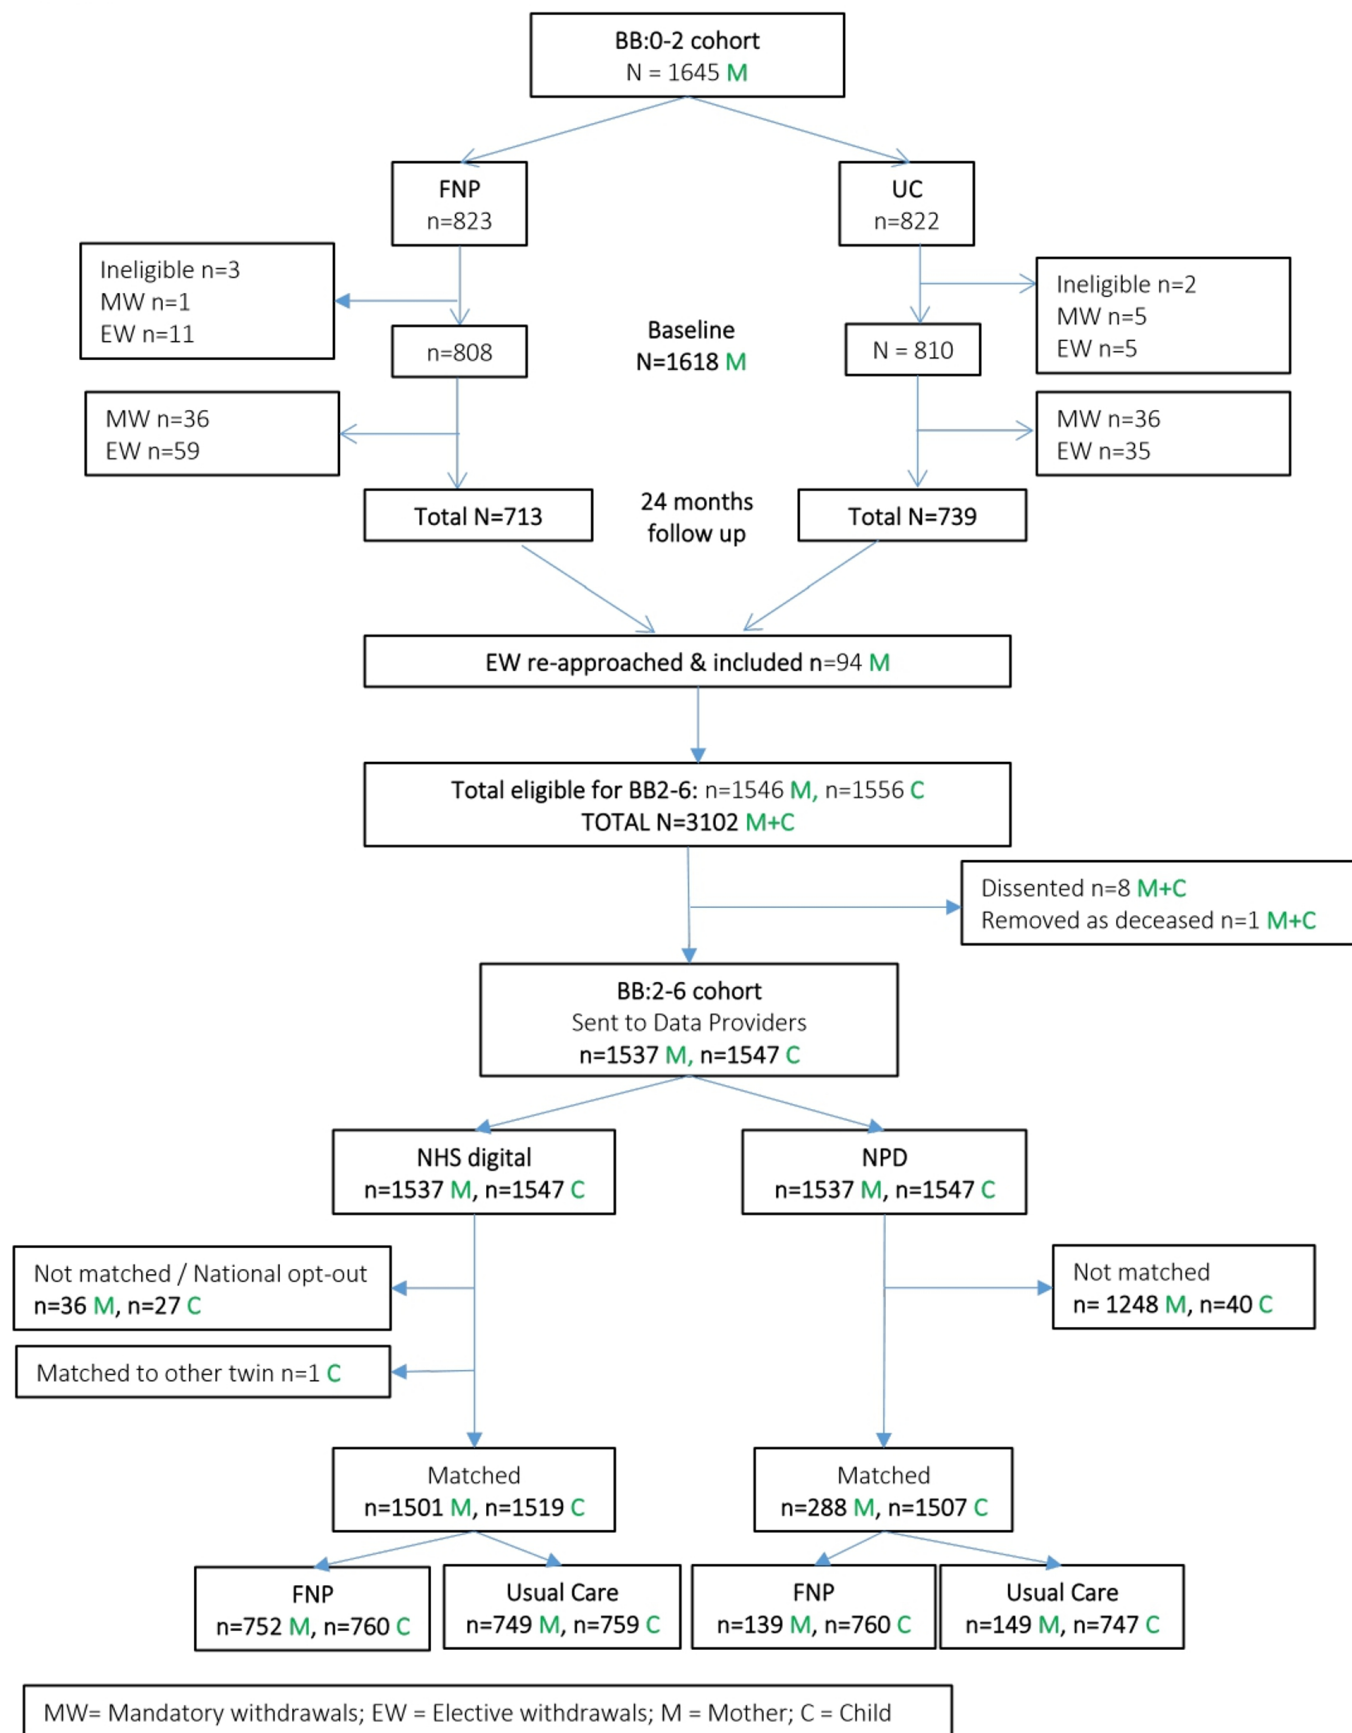 BB:0-2 cohort
N = 1645 M
FNP
n=823
UC
n=822
Ineligible n=3
MW n=1
EW n=11
Ineligible n=2
MW n=5
EW n=5
n=808
Baseline
N=1618 M
N = 810
MW n=36
EW n=59
MW n=36
EW n=35
Total N=713
24 months
follow up
Total N=739
EW re-approached & included n=94 M
Total eligible for BB2-6: n=1546 M, n=1556 C
TOTAL N=3102 M+C
Dissented n=8 M+C
Removed as deceased n=1 M+C
BB:2-6 cohort
Sent to Data Providers
n=1537 M, n=1547 C
NHS digital
n=1537 M, n=1547 C
NPD
n=1537 M, n=1547 C
Not matched / National opt-out
n=36 M, n=27 C
Not matched
n= 1248 M, n=40 C
Matched to other twin n=1 C
Matched
n=1501 M, n=1519 C
Matched
n=288 M, n=1507 C
FNP
n=752 M, n=760 C
Usual Care
n=749 M, n=759 C
FNP
n=139 M, n=760 C
Usual Care
n=149 M, n=747 C
MW= Mandatory withdrawals; EW = Elective withdrawals; M = Mother; C = Child